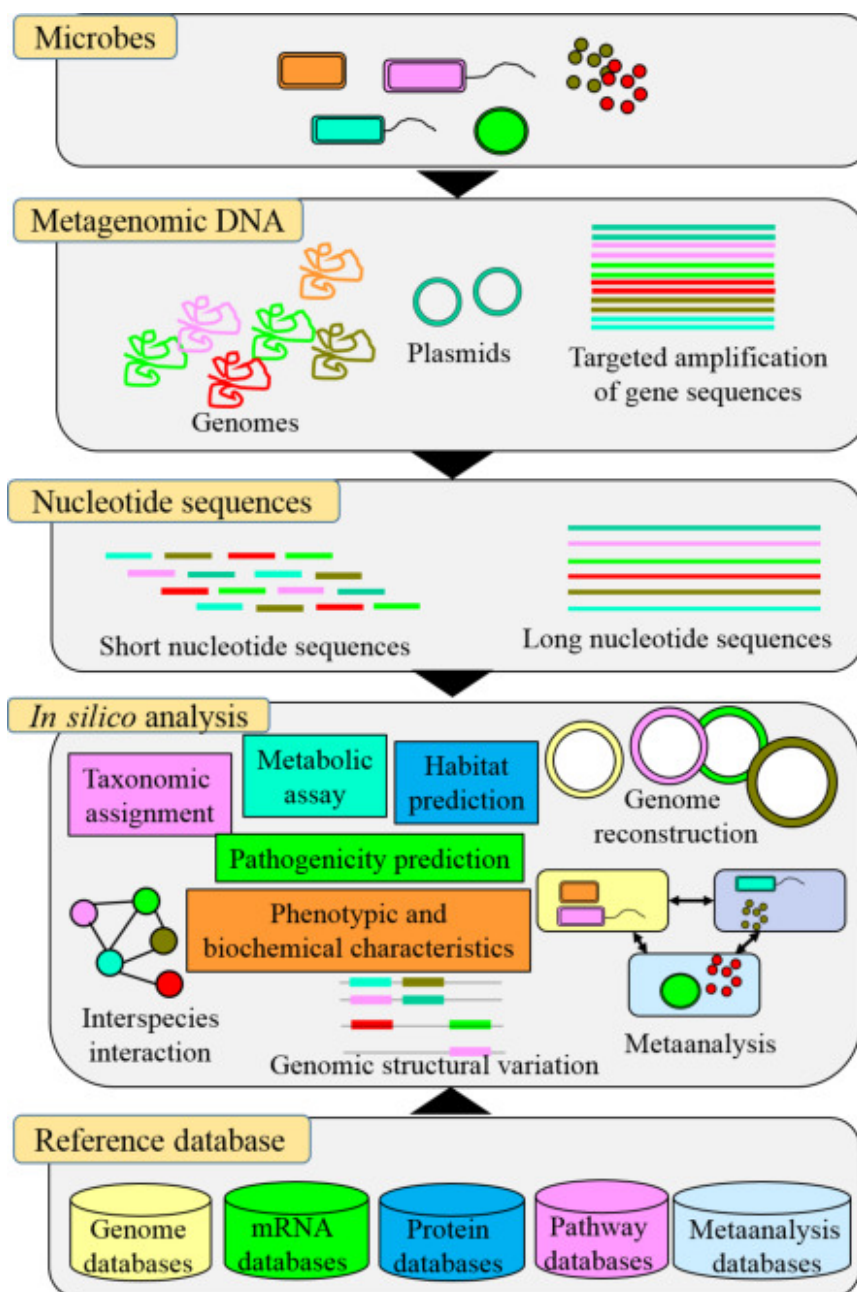 Microbes
Metagenomic DNA
Genomes
Plasmids
Targeted amplification
of gene sequences
Nucleotide sequences
Short nucleotide sequences
Long nucleotide sequences
In silico analysis
Taxonomic
assignment
Metabolic
assay
Habitat
prediction
Genome
reconstruction
Pathogenicity prediction
Phenotypic and
biochemical characteristics
Interspecies
interaction
Genomic structural variation
Metaanalysis
Reference database
Genome
databases
mRNA
databases
Protein
databases
Pathway
databases
Metaanalysis
databases